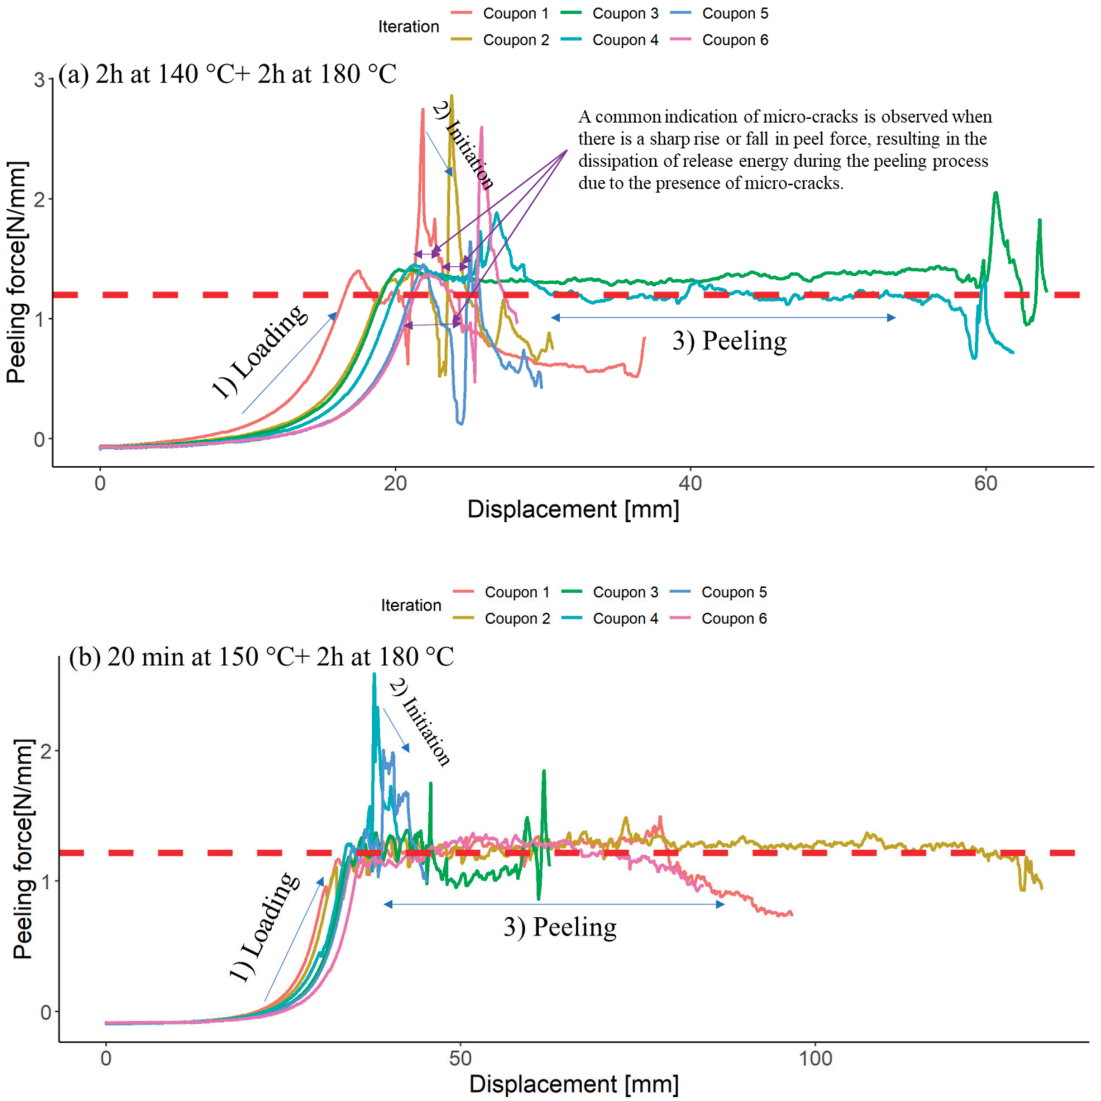 Iteration
Coupon 1 Coupon 3 Coupon 5
Coupon 2 Coupon 4 Coupon 6
(a) 2h at 140 °C+ 2h at 180 °C
A common indication of micro-cracks is observed when
there is a sharp rise or fall in peel force, resulting in the
dissipation of release energy during the peeling process
due to the presence of micro-cracks.
1) Loading
2) Initiation
3) Peeling
Peeling force[N/mm]
3
2
1
0
0 20 40 60
Displacement [mm]
Iteration
Coupon 1 Coupon 3 Coupon 5
Coupon 2 Coupon 4 Coupon 6
(b) 20 min at 150 °C+ 2h at 180 °C
1) Loading
2) Initiation
3) Peeling
Peeling force[N/mm]
2
1
0
0 50 100
Displacement [mm]